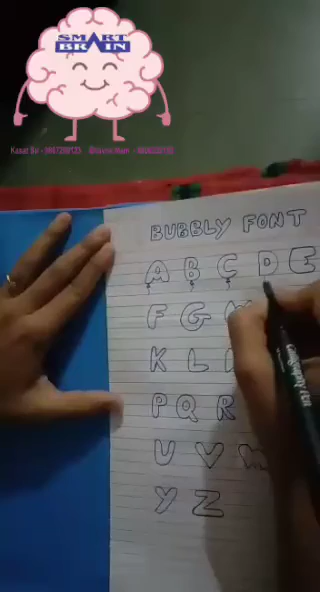 SMART
BRAIN
BUBBLY FONT
A B C D E
F G H
K L
P Q R
U V W
Y Z